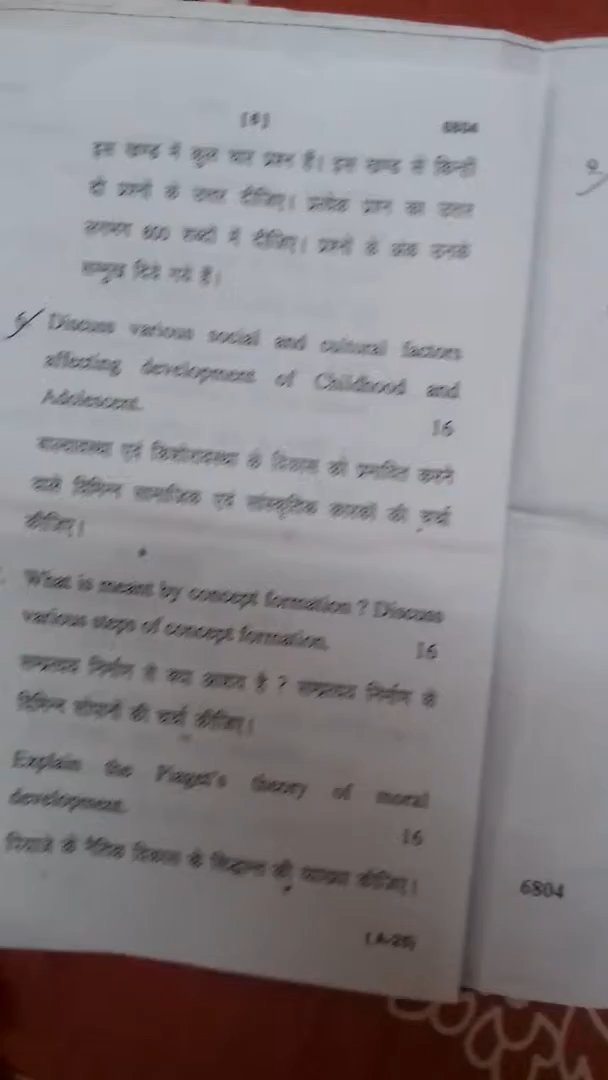 6804
इस खण्ड में कुल चार प्रश्न हैं। इस खण्ड से किन्हीं
दो प्रश्नों के उत्तर दीजिए। प्रत्येक प्रश्न का उत्तर
लगभग 800 शब्दों में दीजिए। प्रश्नों के अंक उनके
सम्मुख दिये गये हैं।
Discuss various social and cultural factors
affecting development of Childhood and
Adolescent.
16
बाल्यावस्था एवं किशोरावस्था के विकास को प्रभावित करने
वाले विभिन्न सामाजिक एवं सांस्कृतिक कारकों की चर्चा
कीजिए।
What is meant by concept formation ? Discuss
various steps of concept formation.
16
सम्प्रत्यय निर्माण से क्या आशय है ? सम्प्रत्यय निर्माण के
विभिन्न सोपानों की चर्चा कीजिए।
Explain the Piaget's theory of moral
development.
16
पियाजे के नैतिक विकास के सिद्धान्त की व्याख्या कीजिए।
6804
(A-25)